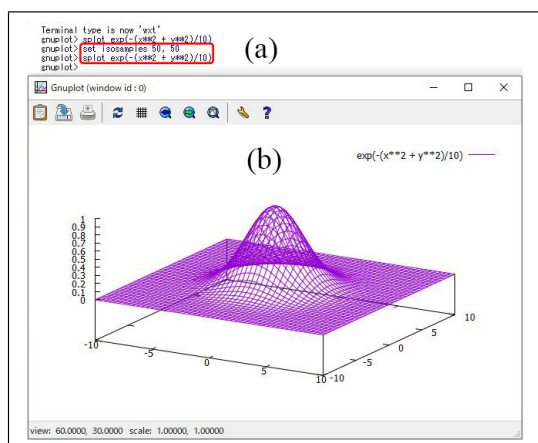 Terminal type is now 'wxt'
gnuplot> splot exp(-(x**2 + y**2)/10)
gnuplot> set isosamples 50, 50
gnuplot> splot exp(-(x**2 + y**2)/10)
gnuplot>
(a)
Gnuplot (window id : 0)
(b)
exp(-(x**2 + y**2)/10)
1
0.9
0.8
0.7
0.6
0.5
0.4
0.3
0.2
0.1
0
-10
-5
0
5
10
-10
-5
0
5
10
view: 60.0000, 30.0000 scale: 1.00000, 1.00000